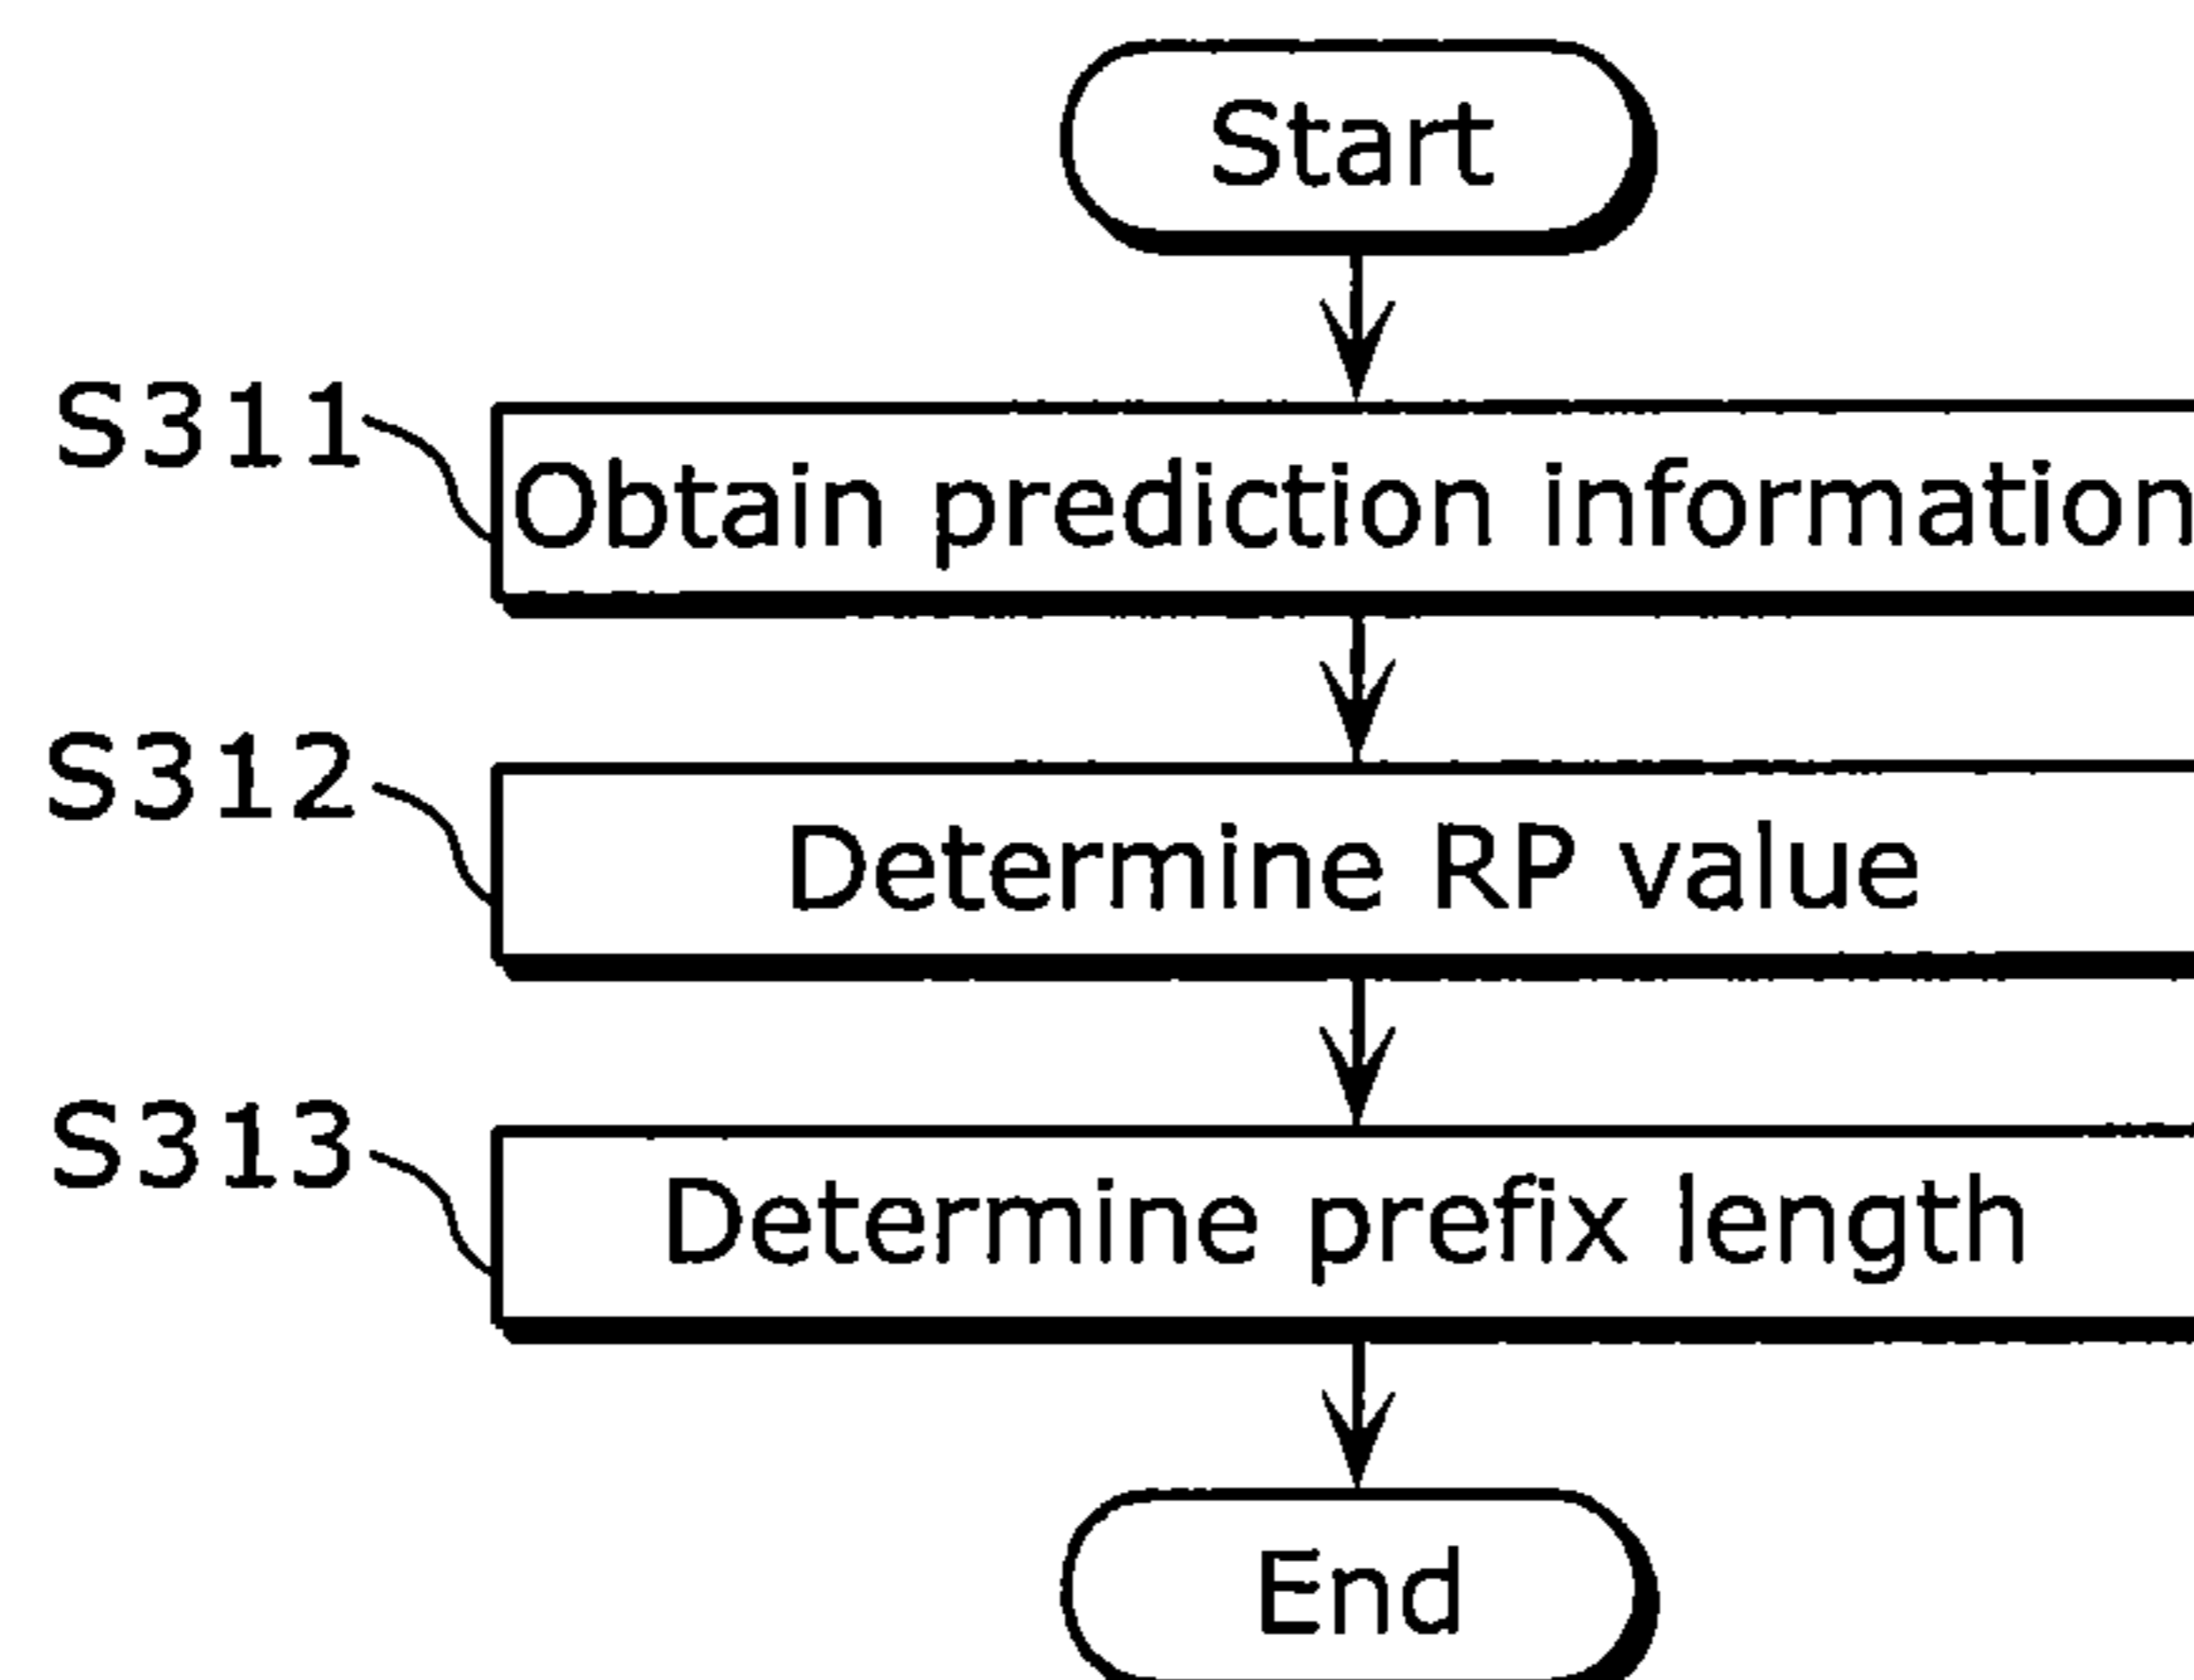 Start
S311
Obtain prediction information
S312
Determine RP value
S313
Determine prefix length
End